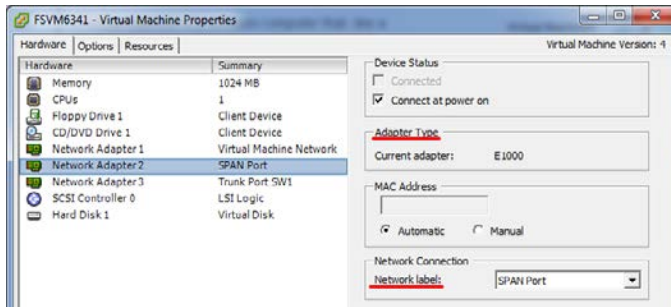 FSVM6341 - Virtual Machine Properties
Hardware Options Resources Virtual Machine Version: 4
Hardware Summary
Memory 1024 MB
CPUs 1
Floppy Drive 1 Client Device
CD/DVD Drive 1 Client Device
Network Adapter 1 Virtual Machine Network
Network Adapter 2 SPAN Port
Network Adapter 3 Trunk Port SW1
SCSI Controller 0 LSI Logic
Hard Disk 1 Virtual Disk
Device Status
Connected
Connect at power on
Adapter Type
Current adapter: E1000
MAC Address
Automatic Manual
Network Connection
Network label: SPAN Port